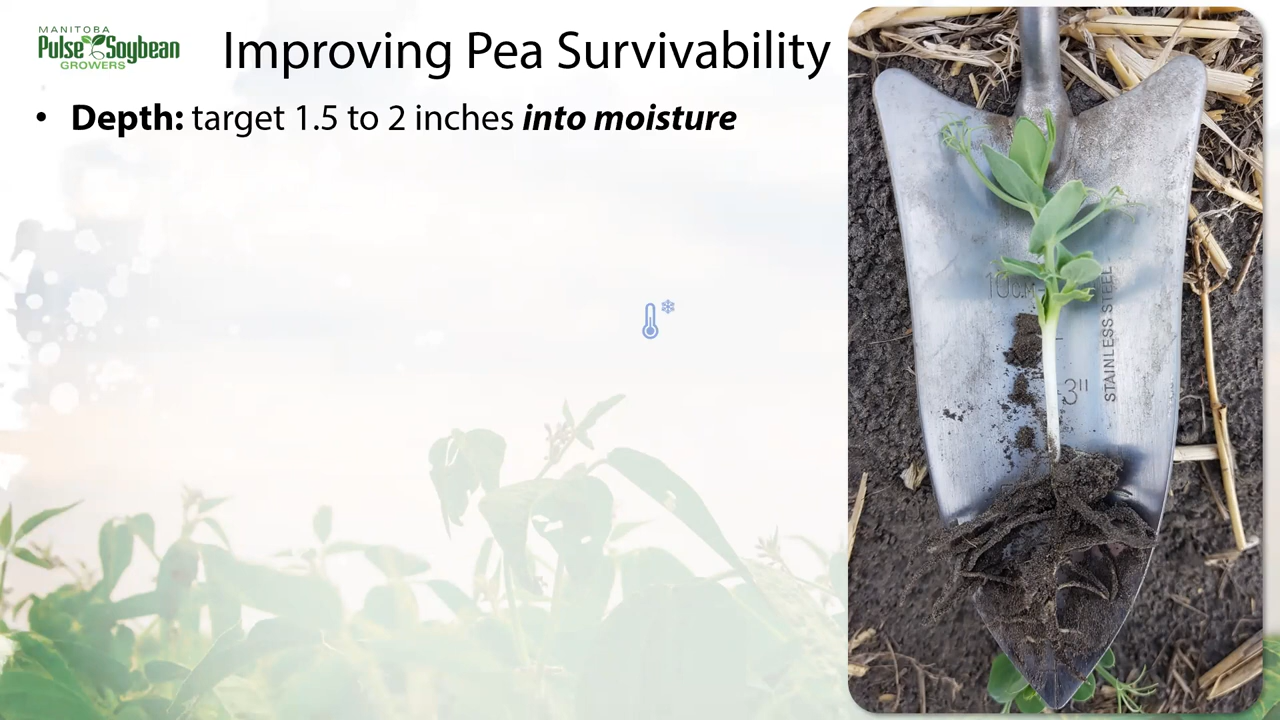 MANITOBA
Pulse Soybean
GROWERS
Improving Pea Survivability
• Depth: target 1.5 to 2 inches into moisture
10cm
3"
STAINLESS STEEL